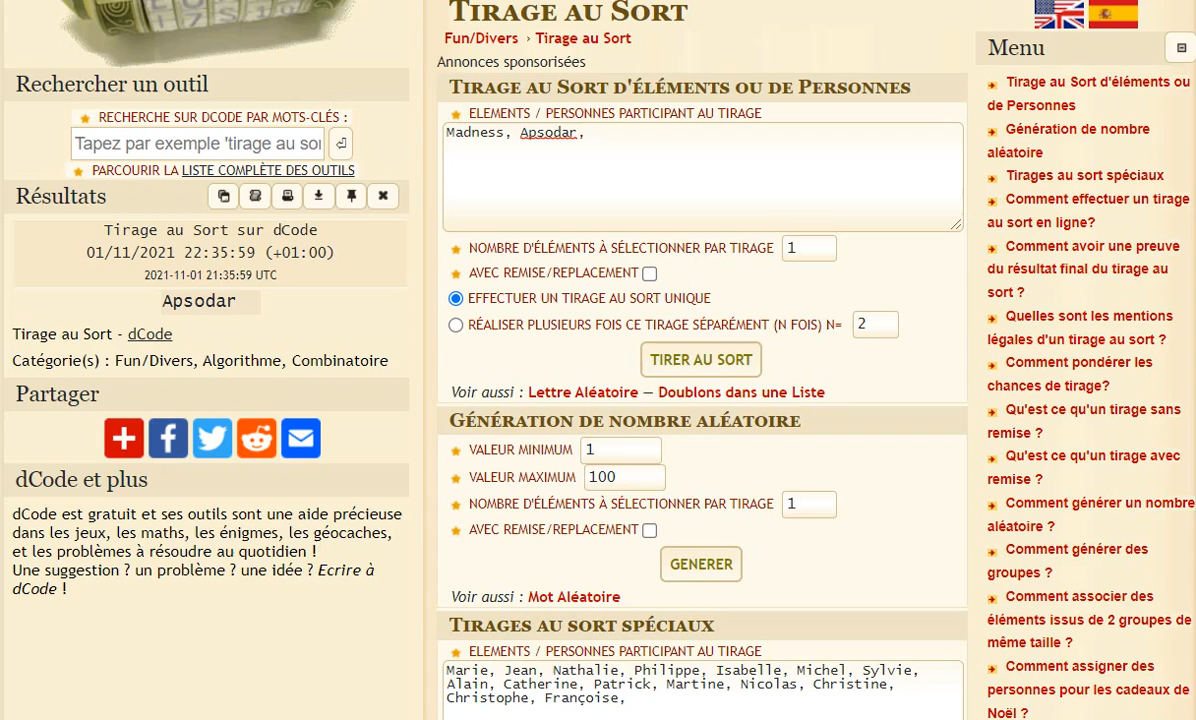 Rechercher un outil
RECHERCHE SUR DCODE PAR MOTS-CLÉS :
Tapez par exemple 'tirage au so
PARCOURIR LA LISTE COMPLÈTE DES OUTILS
Résultats
Tirage au Sort sur dCode
01/11/2021 22:35:59 (+01:00)
2021-11-01 21:35:59 UTC
Apsodar
Tirage au Sort - dCode
Catégorie(s) : Fun/Divers, Algorithme, Combinatoire
Partager
dCode et plus
dCode est gratuit et ses outils sont une aide précieuse
dans les jeux, les maths, les énigmes, les géocaches,
et les problèmes à résoudre au quotidien !
Une suggestion ? un problème ? une idée ? Ecrire à
dCode !
Tirage au Sort
Fun/Divers › Tirage au Sort
Annonces sponsorisées
Tirage au Sort d'éléments ou de Personnes
ELEMENTS / PERSONNES PARTICIPANT AU TIRAGE
Madness, Apsodar,
NOMBRE D'ÉLÉMENTS À SÉLECTIONNER PAR TIRAGE 1
AVEC REMISE/REPLACEMENT
EFFECTUER UN TIRAGE AU SORT UNIQUE
RÉALISER PLUSIEURS FOIS CE TIRAGE SÉPARÉMENT (N FOIS) N= 2
TIRER AU SORT
Voir aussi : Lettre Aléatoire — Doublons dans une Liste
Génération de nombre aléatoire
VALEUR MINIMUM 1
VALEUR MAXIMUM 100
NOMBRE D'ÉLÉMENTS À SÉLECTIONNER PAR TIRAGE 1
AVEC REMISE/REPLACEMENT
GENERER
Voir aussi : Mot Aléatoire
Tirages au sort spéciaux
ELEMENTS / PERSONNES PARTICIPANT AU TIRAGE
Marie, Jean, Nathalie, Philippe, Isabelle, Michel, Sylvie,
Alain, Catherine, Patrick, Martine, Nicolas, Christine,
Christophe, Françoise,
Menu
Tirage au Sort d'éléments ou
de Personnes
Génération de nombre
aléatoire
Tirages au sort spéciaux
Comment effectuer un tirage
au sort en ligne?
Comment avoir une preuve
du résultat final du tirage au
sort ?
Quelles sont les mentions
légales d'un tirage au sort ?
Comment pondérer les
chances de tirage?
Qu'est ce qu'un tirage sans
remise ?
Qu'est ce qu'un tirage avec
remise ?
Comment générer un nombre
aléatoire ?
Comment générer des
groupes ?
Comment associer des
éléments issus de 2 groupes de
même taille ?
Comment assigner des
personnes pour les cadeaux de
Noël ?